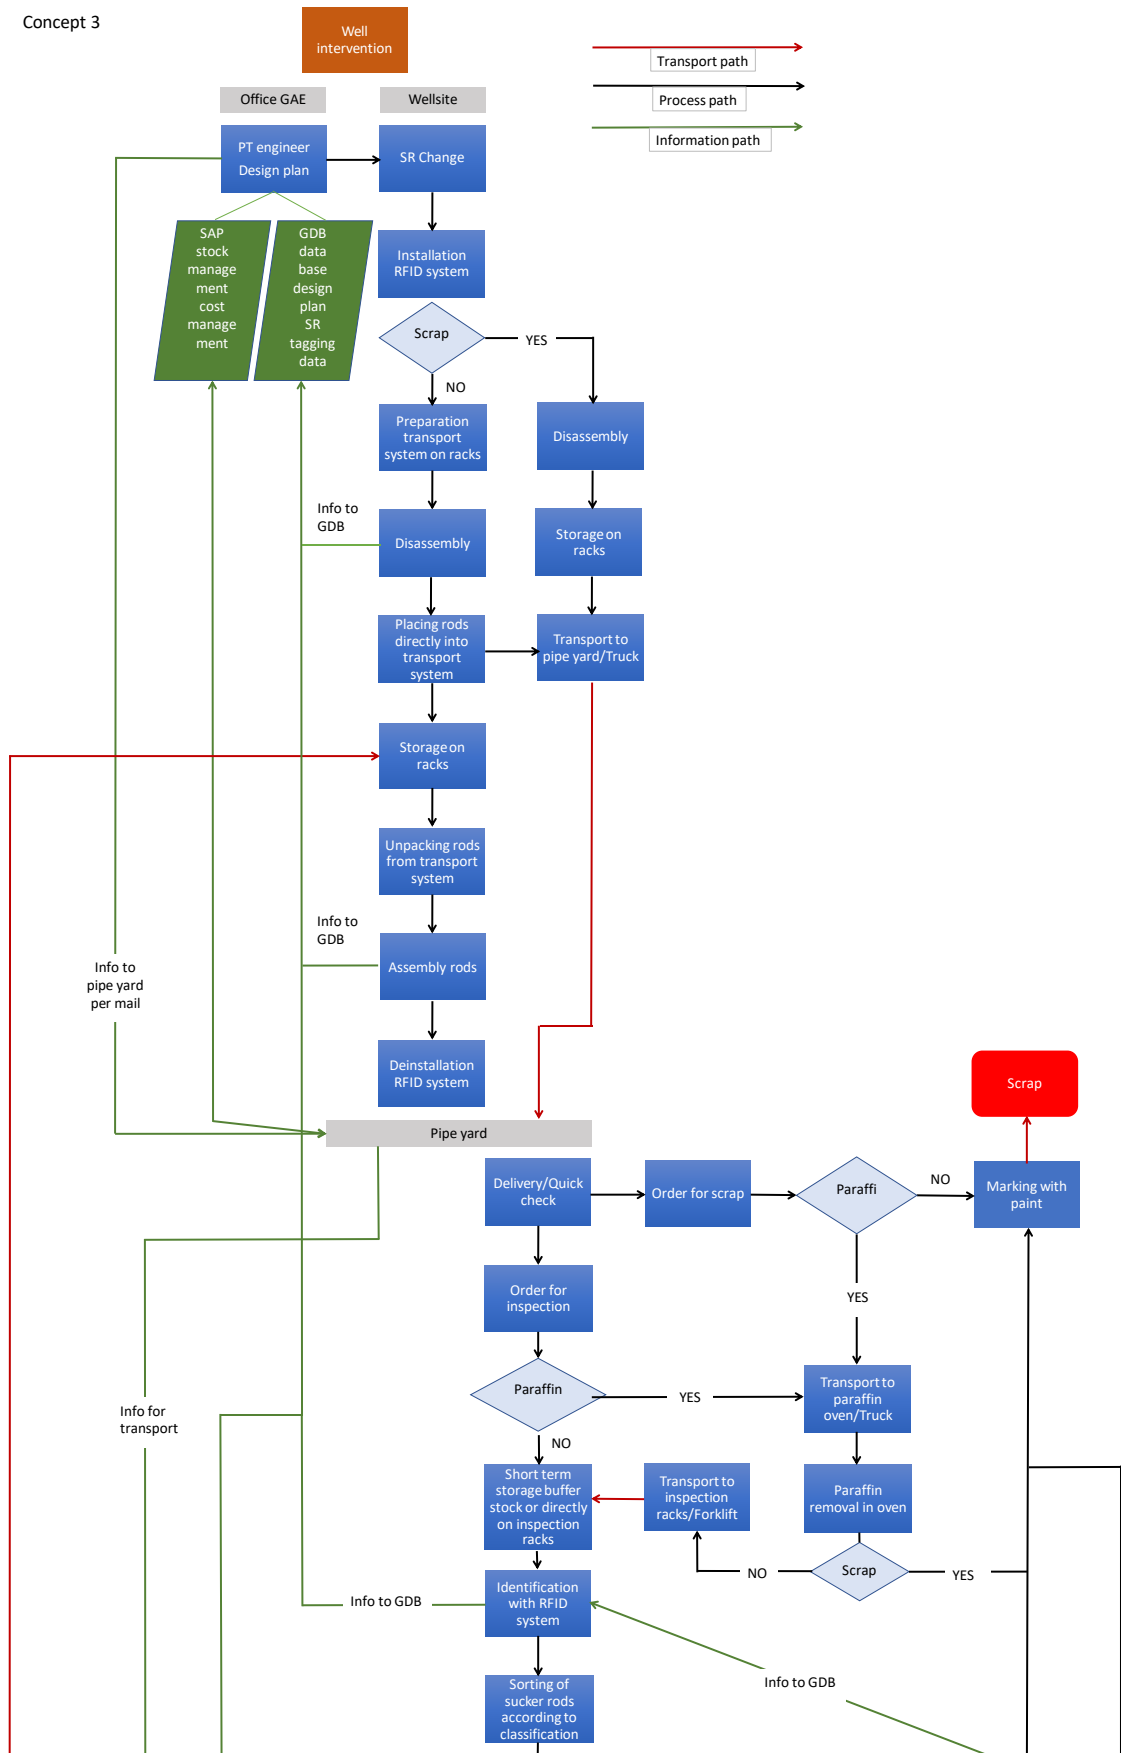 Concept 3
Well
intervention
Transport path
Process path
Information path
Office GAE
Wellsite
PT engineer
Design plan
SR Change
SAP
stock
manage
ment
cost
manage
ment
GDB
data
base
design
plan
SR
tagging
data
Installation
RFID system
Scrap
YES
NO
Preparation
transport
system on racks
Disassembly
Info to
GDB
Disassembly
Storage on
racks
Placing rods
directly into
transport
system
Transport to
pipe yard/Truck
Storage on
racks
Unpacking rods
from transport
system
Info to
GDB
Assembly rods
Info to
pipe yard
per mail
Deinstallation
RFID system
Scrap
Pipe yard
Delivery/Quick
check
Order for scrap
Paraffi
NO
Marking with
paint
Order for
inspection
YES
Paraffin
YES
Transport to
paraffin
oven/Truck
Info for
transport
NO
Short term
storage buffer
stock or directly
on inspection
racks
Transport to
inspection
racks/Forklift
Paraffin
removal in oven
NO
Scrap
YES
Info to GDB
Identification
with RFID
system
Info to GDB
Sorting of
sucker rods
according to
classification